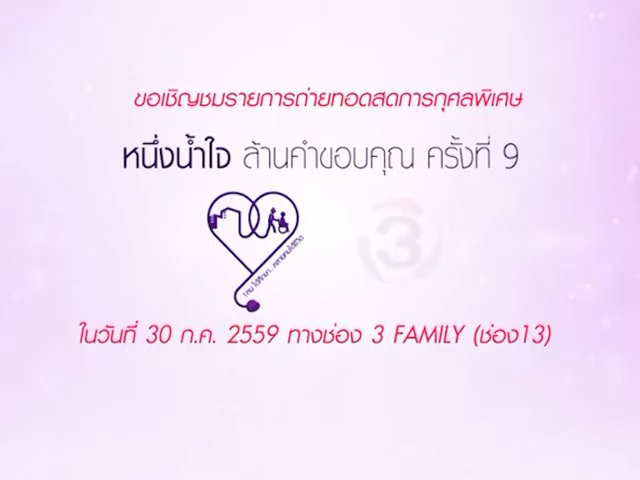 ขอเชิญชมรายการถ่ายทอดสดการกุศลพิเศษ
หนึ่งน้ำใจ ล้านคำขอบคุณ ครั้งที่ 9
3
ในวันที่ 30 ก.ค. 2559 ทางช่อง 3 FAMILY (ช่อง13)